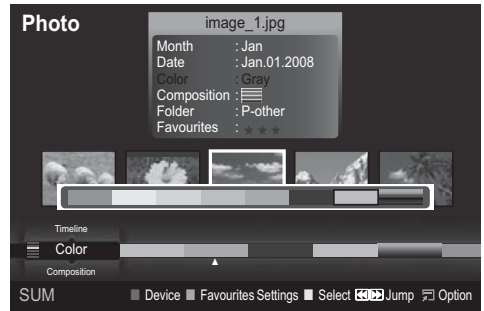 Photo
image_1.jpg
Month : Jan
Date : Jan.01.2008
Color : Gray
Composition :
Folder : P-other
Favourites : ★★★
Timeline
Color
Composition
SUM Device Favourites Settings Select Jump Option